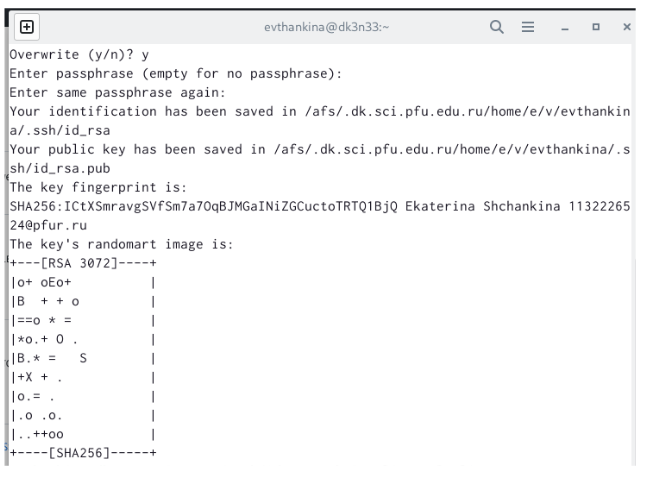 evthankina@dk3n33:~
Overwrite (y/n)? y
Enter passphrase (empty for no passphrase):
Enter same passphrase again:
Your identification has been saved in /afs/.dk.sci.pfu.edu.ru/home/e/v/evthankin
a/.ssh/id_rsa
Your public key has been saved in /afs/.dk.sci.pfu.edu.ru/home/e/v/evthankina/.s
sh/id_rsa.pub
The key fingerprint is:
SHA256:ICtXSmravgSVfSm7a7OqBJMGaINiZGCuctoTRTQ1BjQ Ekaterina Shchankina 11322265
24@pfur.ru
The key's randomart image is:
+---[RSA 3072]----+
|o+ oEo+          |
|B  + + o         |
|==o * =          |
|*o.+ O .         |
|B.* =   S        |
|+X + .           |
|o.= .            |
|.o .o.           |
|..++oo           |
+----[SHA256]-----+